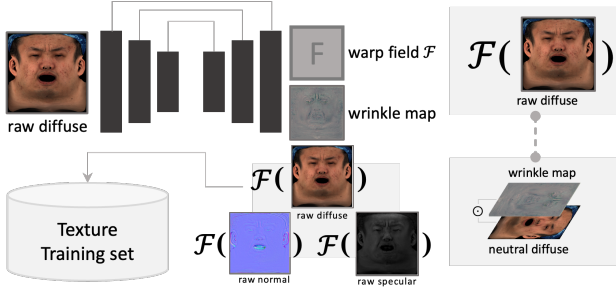 raw diffuse
F
warp field ℱ
wrinkle map
ℱ( )
raw diffuse
Texture
Training set
ℱ( )
raw diffuse
ℱ( )
raw normal
ℱ( )
raw specular
wrinkle map
⊙
neutral diffuse